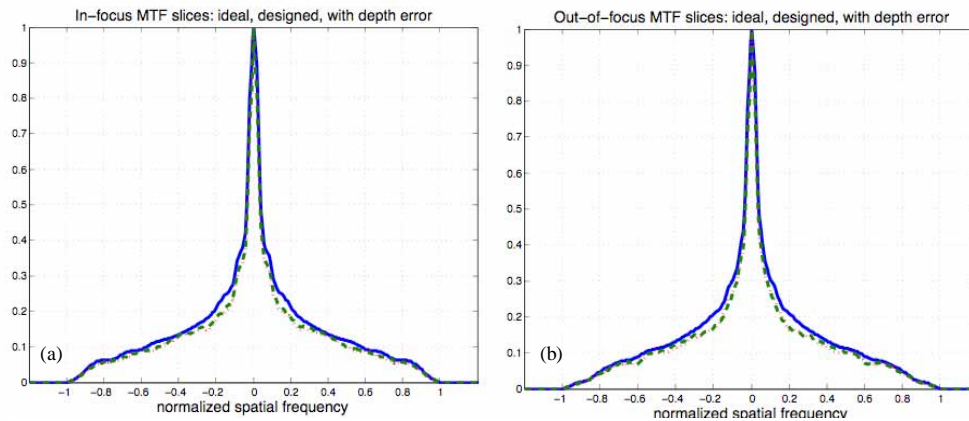 In-focus MTF slices: ideal, designed, with depth error
1
0.9
0.8
0.7
0.6
0.5
0.4
0.3
0.2
0.1
0
(a)
-1 -0.8 -0.6 -0.4 -0.2 0 0.2 0.4 0.6 0.8 1
normalized spatial frequency
Out-of-focus MTF slices: ideal, designed, with depth error
1
0.9
0.8
0.7
0.6
0.5
0.4
0.3
0.2
0.1
0
(b)
-1 -0.8 -0.6 -0.4 -0.2 0 0.2 0.4 0.6 0.8 1
normalized spatial frequency